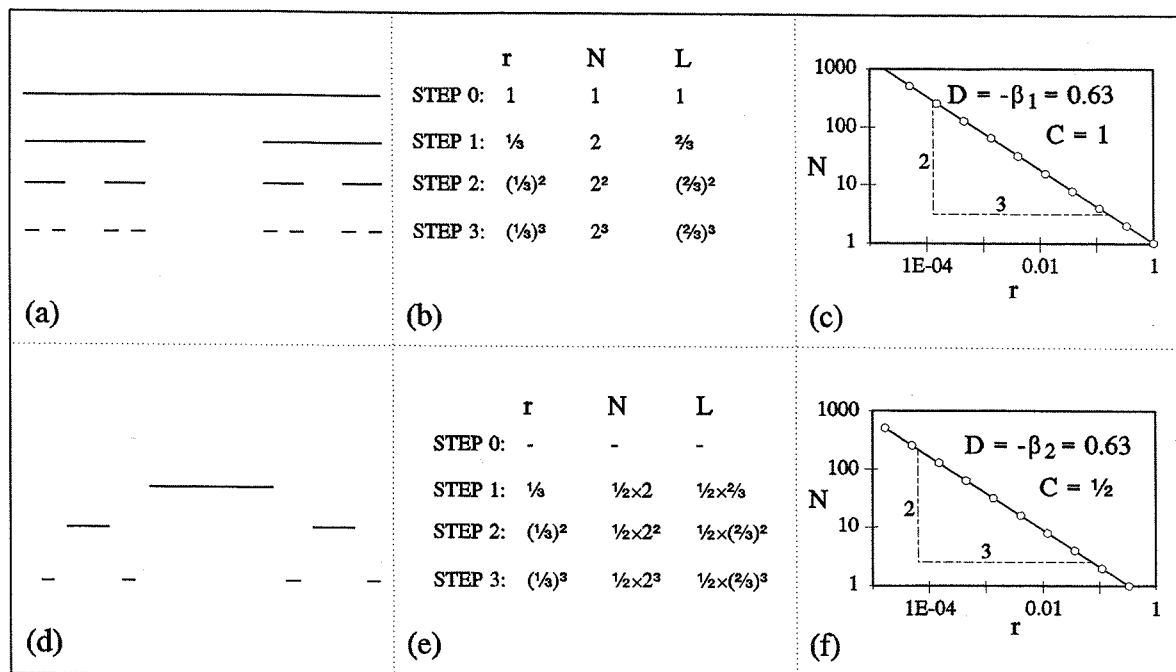 r N L
STEP 0: 1 1 1
STEP 1: ⅓ 2 ⅔
STEP 2: (⅓)² 2² (⅔)²
STEP 3: (⅓)³ 2³ (⅔)³
(a)
(b)
1000
100
10
1
N
D = -β₁ = 0.63
C = 1
2
3
1E-04 0.01 1
r
(c)
r N L
STEP 0: - - -
STEP 1: ⅓ ½×2 ½×⅔
STEP 2: (⅓)² ½×2² ½×(⅔)²
STEP 3: (⅓)³ ½×2³ ½×(⅔)³
(d)
(e)
1000
100
10
1
N
D = -β₂ = 0.63
C = ½
2
3
1E-04 0.01 1
r
(f)